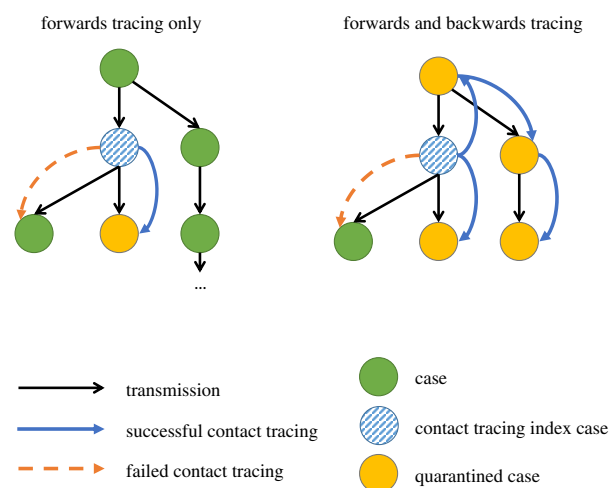 forwards tracing only
forwards and backwards tracing
...
transmission
successful contact tracing
failed contact tracing
case
contact tracing index case
quarantined case